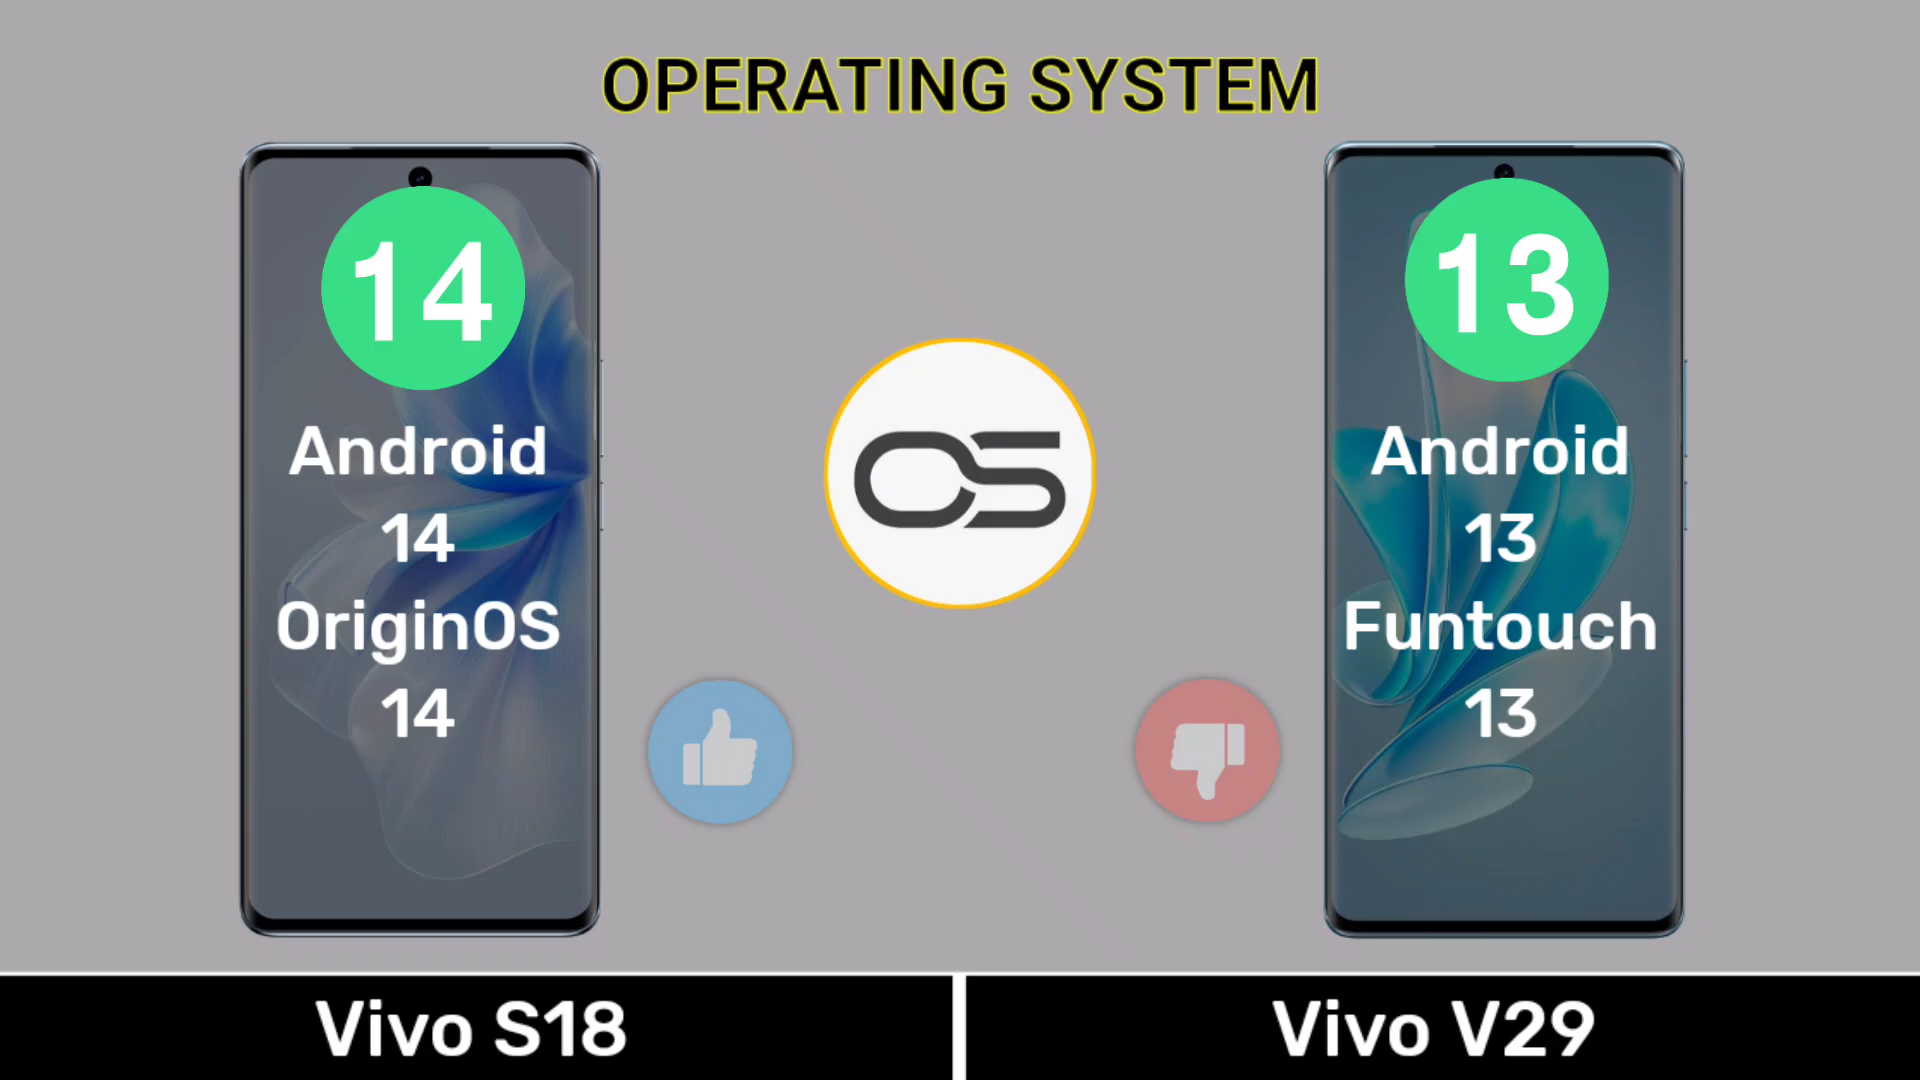 OPERATING SYSTEM
14
Android
14
OriginOS
14
OS
13
Android
13
Funtouch
13
Vivo S18
Vivo V29